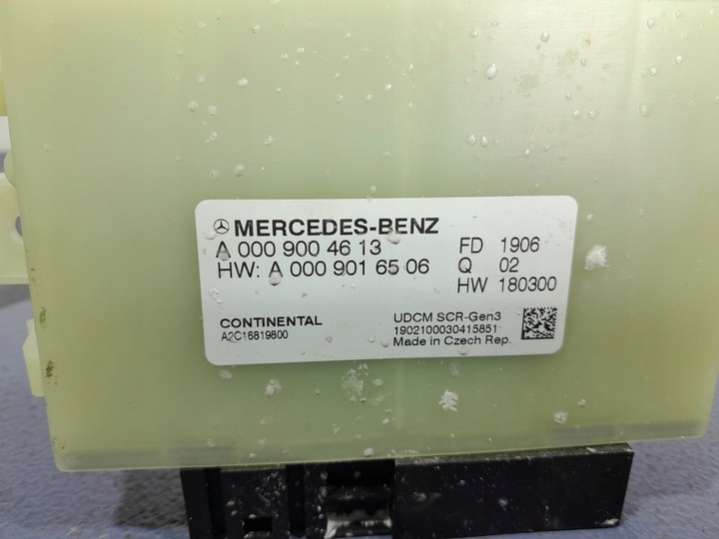 MERCEDES-BENZ
A 000 900 46 13
HW: A 000 901 65 06
FD 1906
Q 02
HW 180300
CONTINENTAL
A2C16819800
UDCM SCR-Gen3
1902100030415851
Made in Czech Rep.